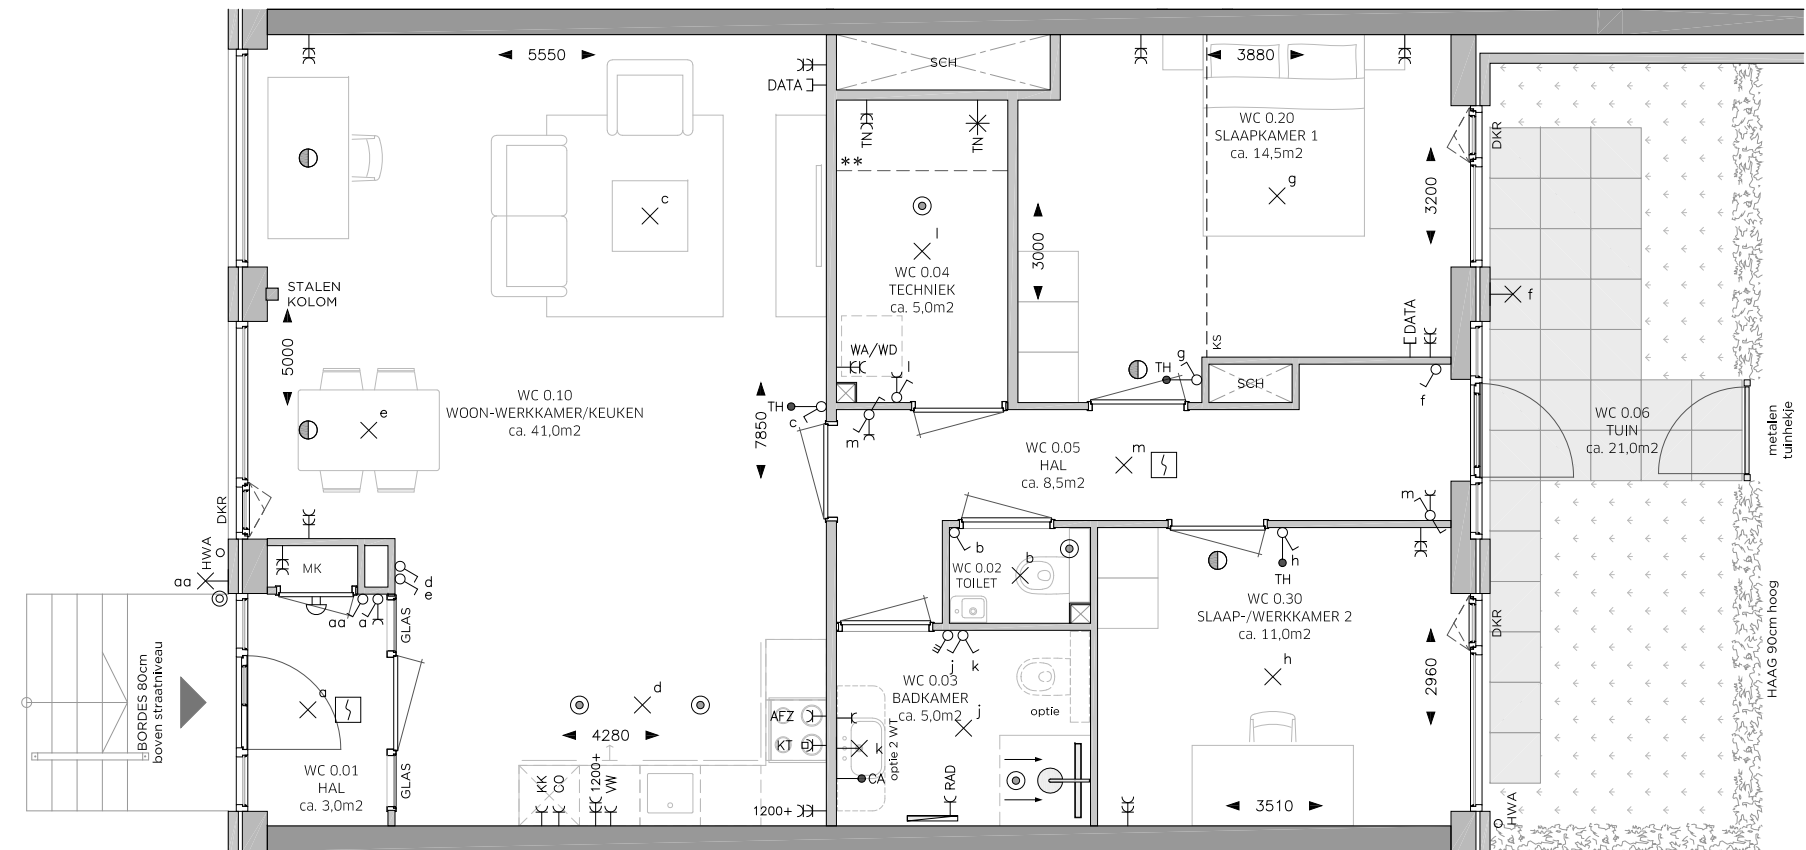 5550
SCH
3880
DATA
TN
TN
**
WC 0.20
SLAAPKAMER 1
ca. 14,5m2
DKR
g
3200
c
3000
l
WC 0.04
TECHNIEK
ca. 5,0m2
STALEN
KOLOM
f
DATA
KS
5000
WA/WD
l
g
TH
SCH
f
WC 0.10
WOON-WERKKAMER/KEUKEN
ca. 41,0m2
e
TH
c
7850
m
WC 0.05
HAL
ca. 8,5m2
m
WC 0.06
TUIN
ca. 21,0m2
metalen
tuinhekje
m
DKR
HWA
aa
MK
d
e
aa
a
GLAS
b
b
WC 0.02
TOILET
h
TH
WC 0.30
SLAAP-/WERKKAMER 2
ca. 11,0m2
h
DKR
2960
HAAG 90cm hoog
BORDES 80cm
boven straatniveau
a
j
k
WC 0.03
BADKAMER
ca. 5,0m2
j
optie
d
4280
AFZ
KT
k
optie 2 WT
CA
RAD
WC 0.01
HAL
ca. 3,0m2
GLAS
KK
CO
1200+
VW
1200+
3510
HWA